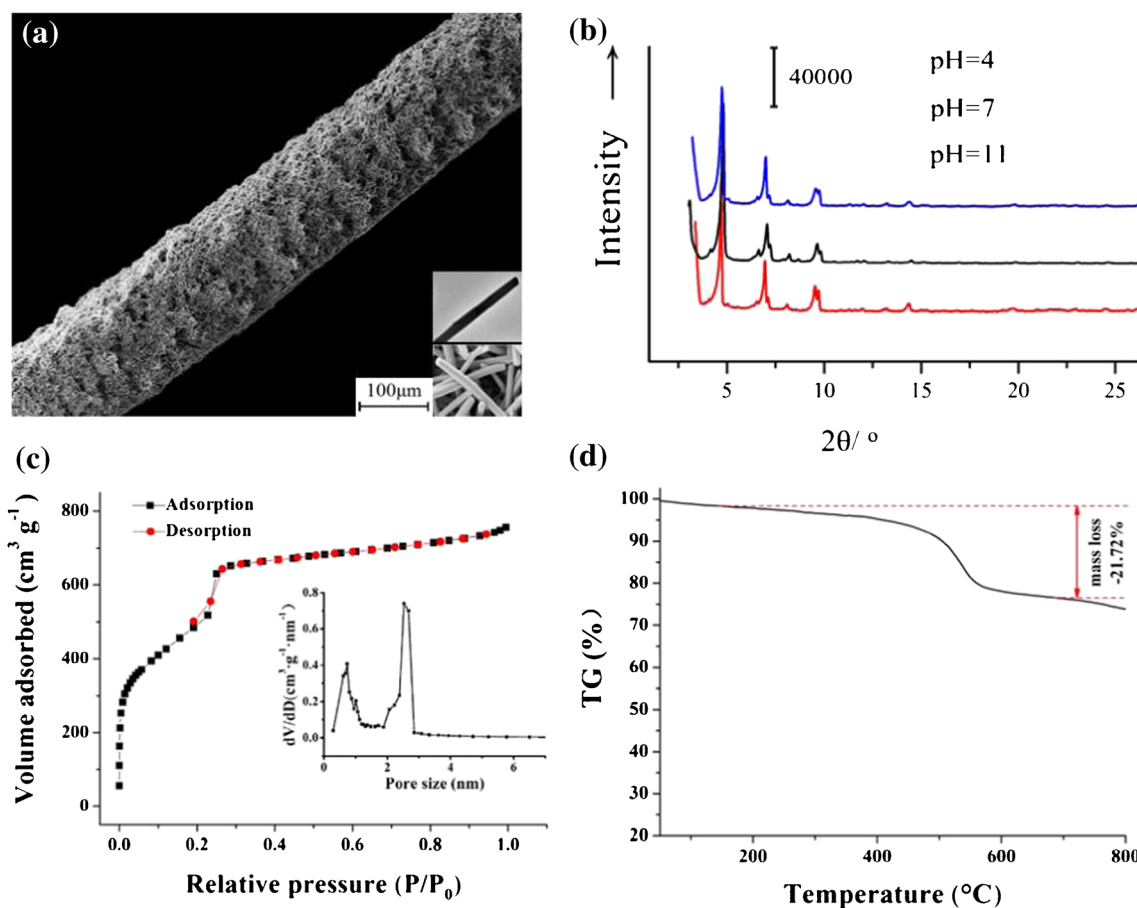 (a)
100μm
(b)
40000
pH=4
pH=7
pH=11
Intensity
5 10 15 20 25
2θ/ °
(c)
Adsorption
Desorption
Volume adsorbed (cm³ g⁻¹)
800
600
400
200
0
0.0 0.2 0.4 0.6 0.8 1.0
Relative pressure (P/P₀)
dV/dD(cm³·g⁻¹·nm⁻¹)
0.8
0.6
0.4
0.2
0.0
0 2 4 6
Pore size (nm)
(d)
TG (%)
100
90
80
70
60
50
40
30
20
mass loss
-21.72%
200 400 600 800
Temperature (°C)